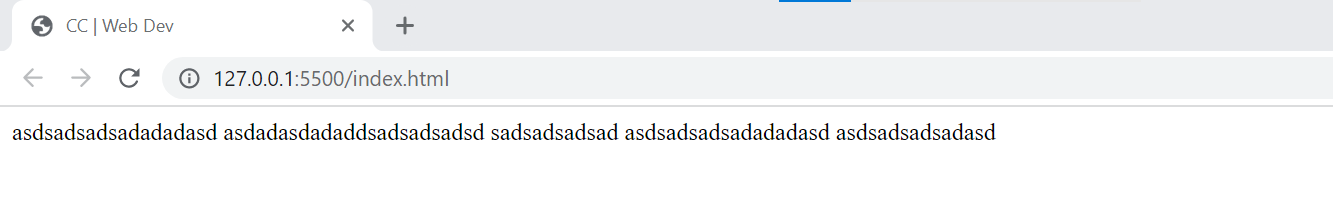 CC | Web Dev
127.0.0.1:5500/index.html
asdsadsadsadadadasd asdadasdadaddsadsadsadsd sadsadsadsad asdsadsadsadadadasd asdsadsadsadasd